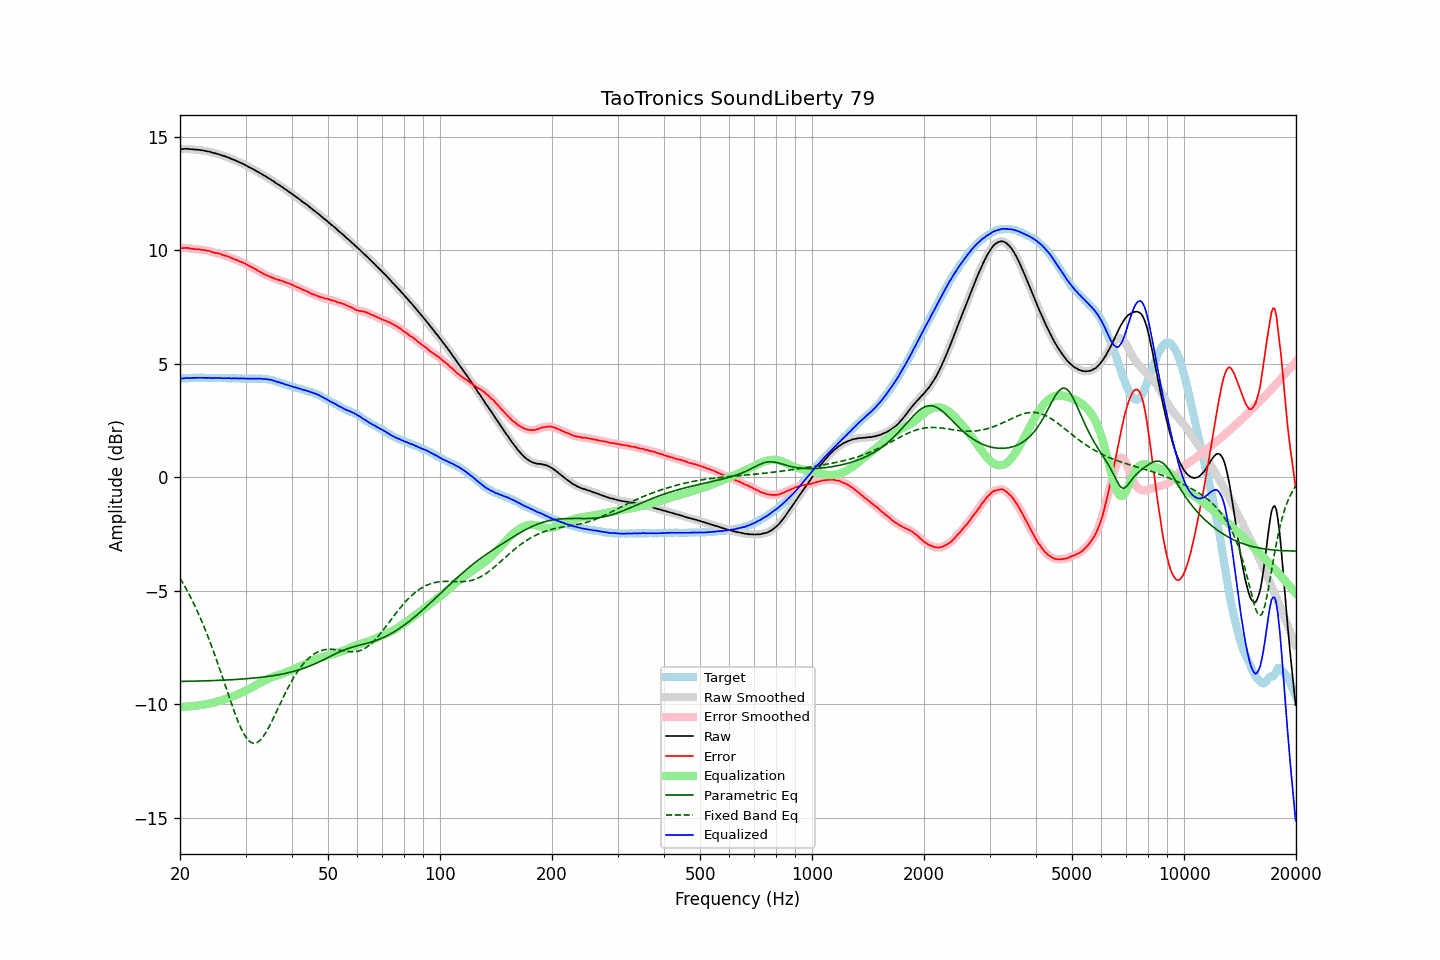 TaoTronics SoundLiberty 79
Amplitude (dBr)
15
10
5
0
−5
−10
−15
Target
Raw Smoothed
Error Smoothed
Raw
Error
Equalization
Parametric Eq
Fixed Band Eq
Equalized
20
50
100
200
500
1000
2000
5000
10000
20000
Frequency (Hz)